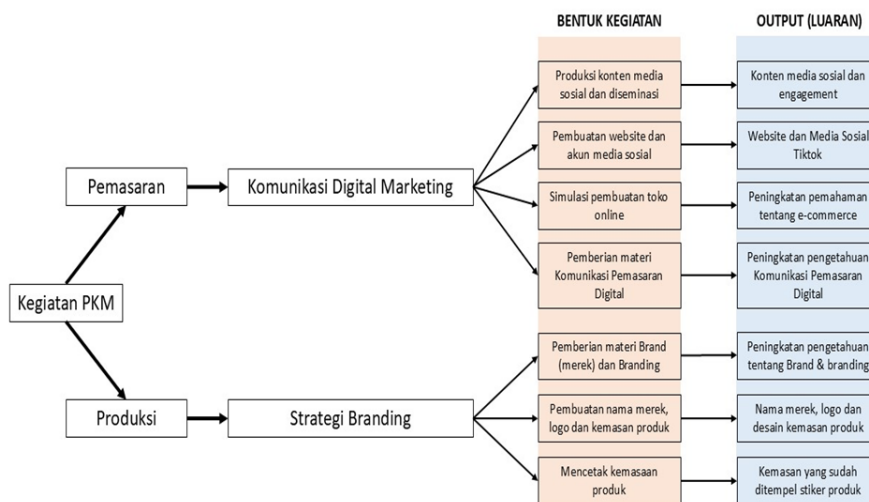 BENTUK KEGIATAN
OUTPUT (LUARAN)
Produksi konten media
sosial dan diseminasi
Konten media sosial dan
engagement
Pembuatan website dan
akun media sosial
Website dan Media Sosial
Tiktok
Pemasaran
Komunikasi Digital Marketing
Simulasi pembuatan toko
online
Peningkatan pemahaman
tentang e-commerce
Pemberian materi
Komunikasi Pemasaran
Digital
Peningkatan pengetahuan
Komunikasi Pemasaran
Digital
Kegiatan PKM
Pemberian materi Brand
(merek) dan Branding
Peningkatan pengetahuan
tentang Brand & branding
Produksi
Strategi Branding
Pembuatan nama merek,
logo dan kemasan produk
Nama merek, logo dan
desain kemasan produk
Mencetak kemasaan
produk
Kemasan yang sudah
ditempel stiker produk